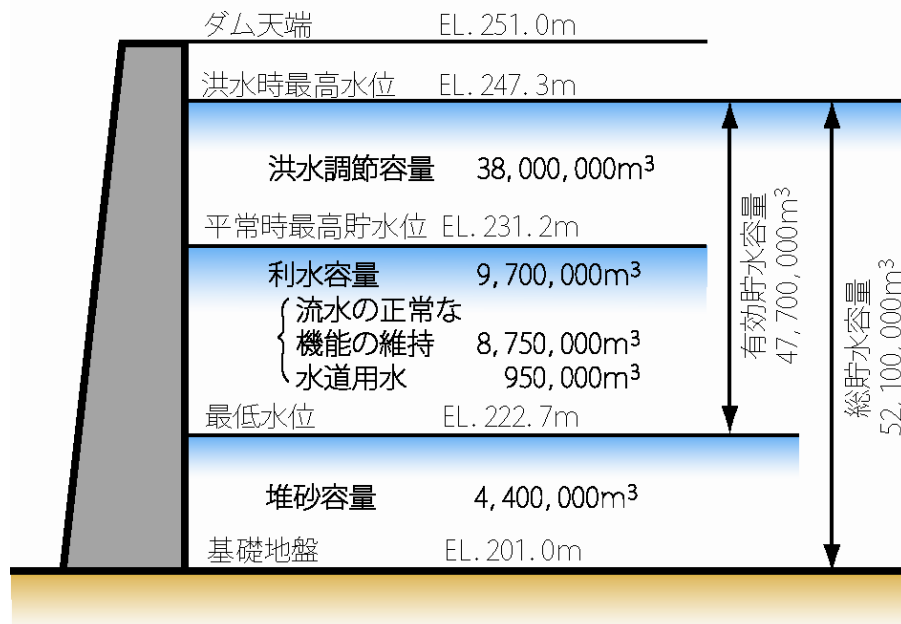 ダム天端 EL.251.0m
洪水時最高水位 EL.247.3m
洪水調節容量 38,000,000m³
平常時最高貯水位 EL.231.2m
利水容量 9,700,000m³
流水の正常な
機能の維持 8,750,000m³
水道用水 950,000m³
最低水位 EL.222.7m
堆砂容量 4,400,000m³
基礎地盤 EL.201.0m
有効貯水容量
47,700,000m³
総貯水容量
52,100,000m³